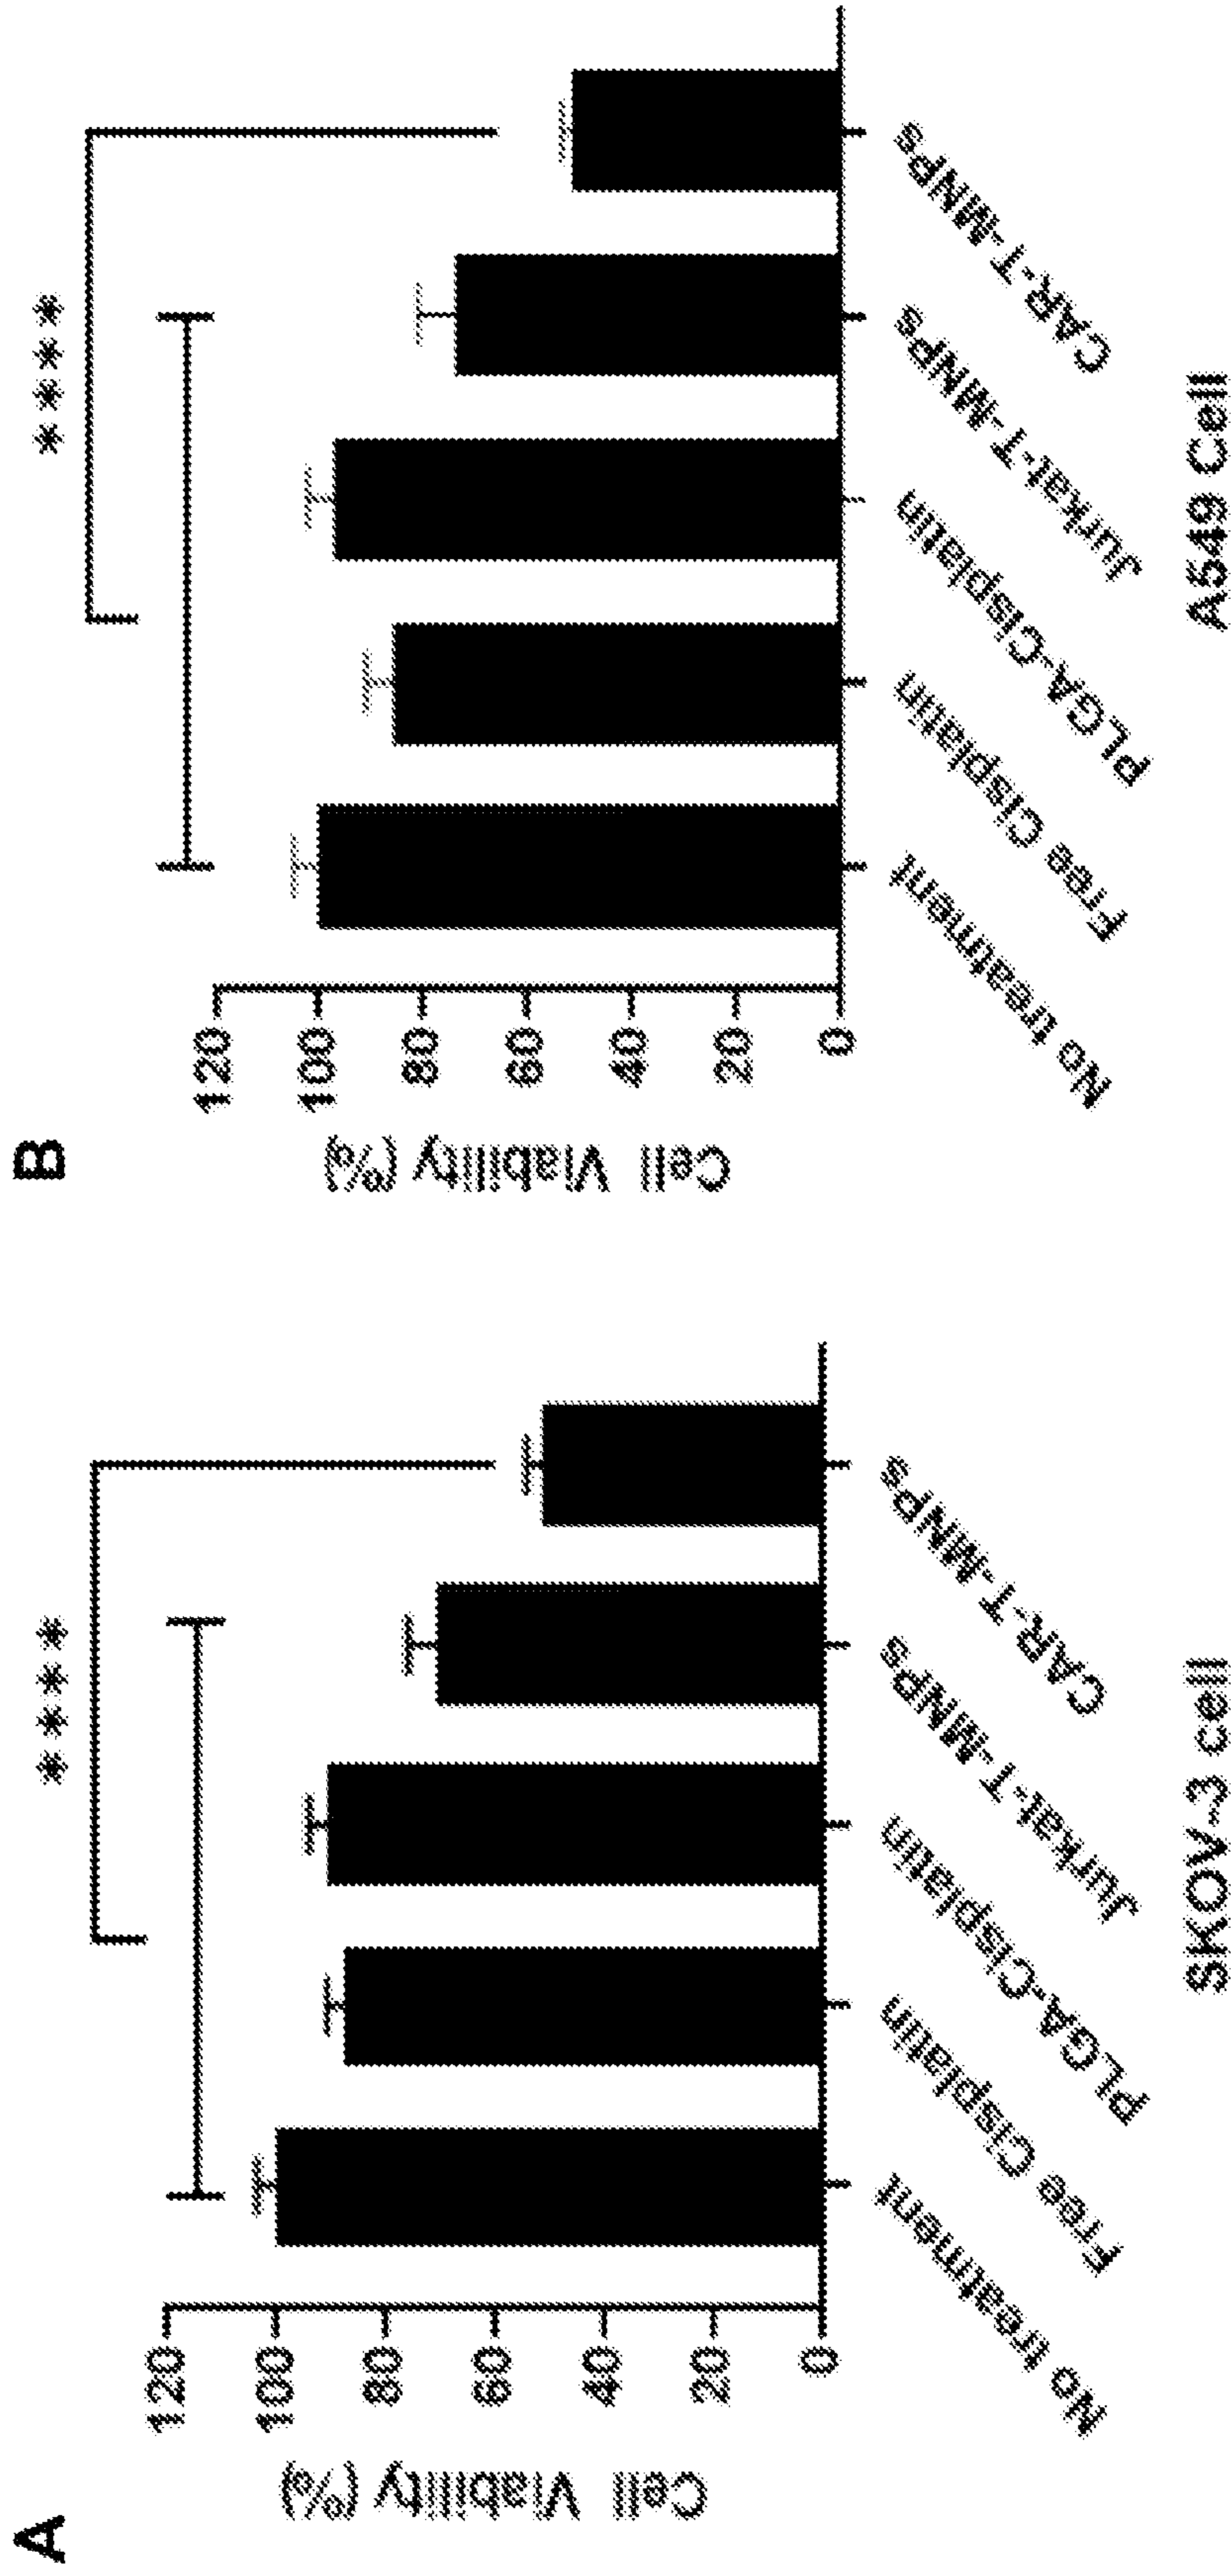 A
****
Cell Viability (%)
120
100
80
60
40
20
0
No treatment
Free Cisplatin
PLGA-Cisplatin
Jurkat-T-MNPs
CAR-T-MNPs
SKOV-3 cell
B
****
Cell Viability (%)
120
100
80
60
40
20
0
No treatment
Free Cisplatin
PLGA-Cisplatin
Jurkat-T-MNPs
CAR-T-MNPs
A549 Cell